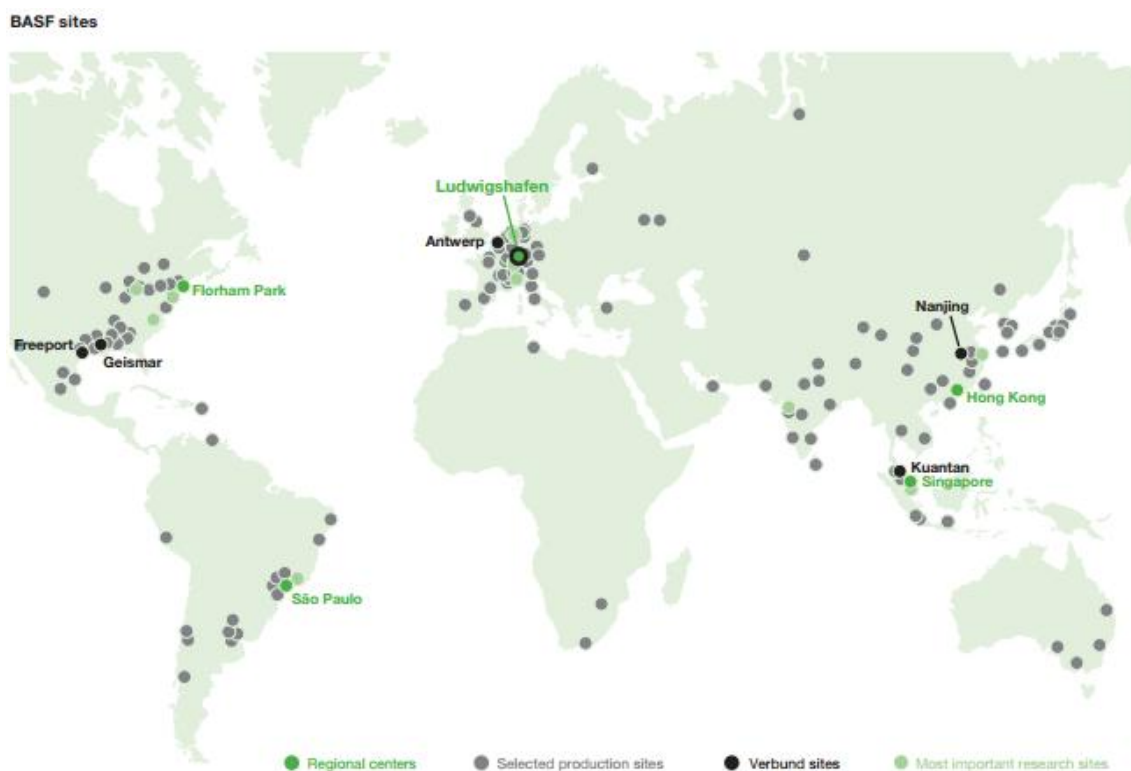 BASF sites
Ludwigshafen
Antwerp
Florham Park
Nanjing
Freeport
Geismar
Hong Kong
Kuantan
Singapore
São Paulo
Regional centers
Selected production sites
Verbund sites
Most important research sites